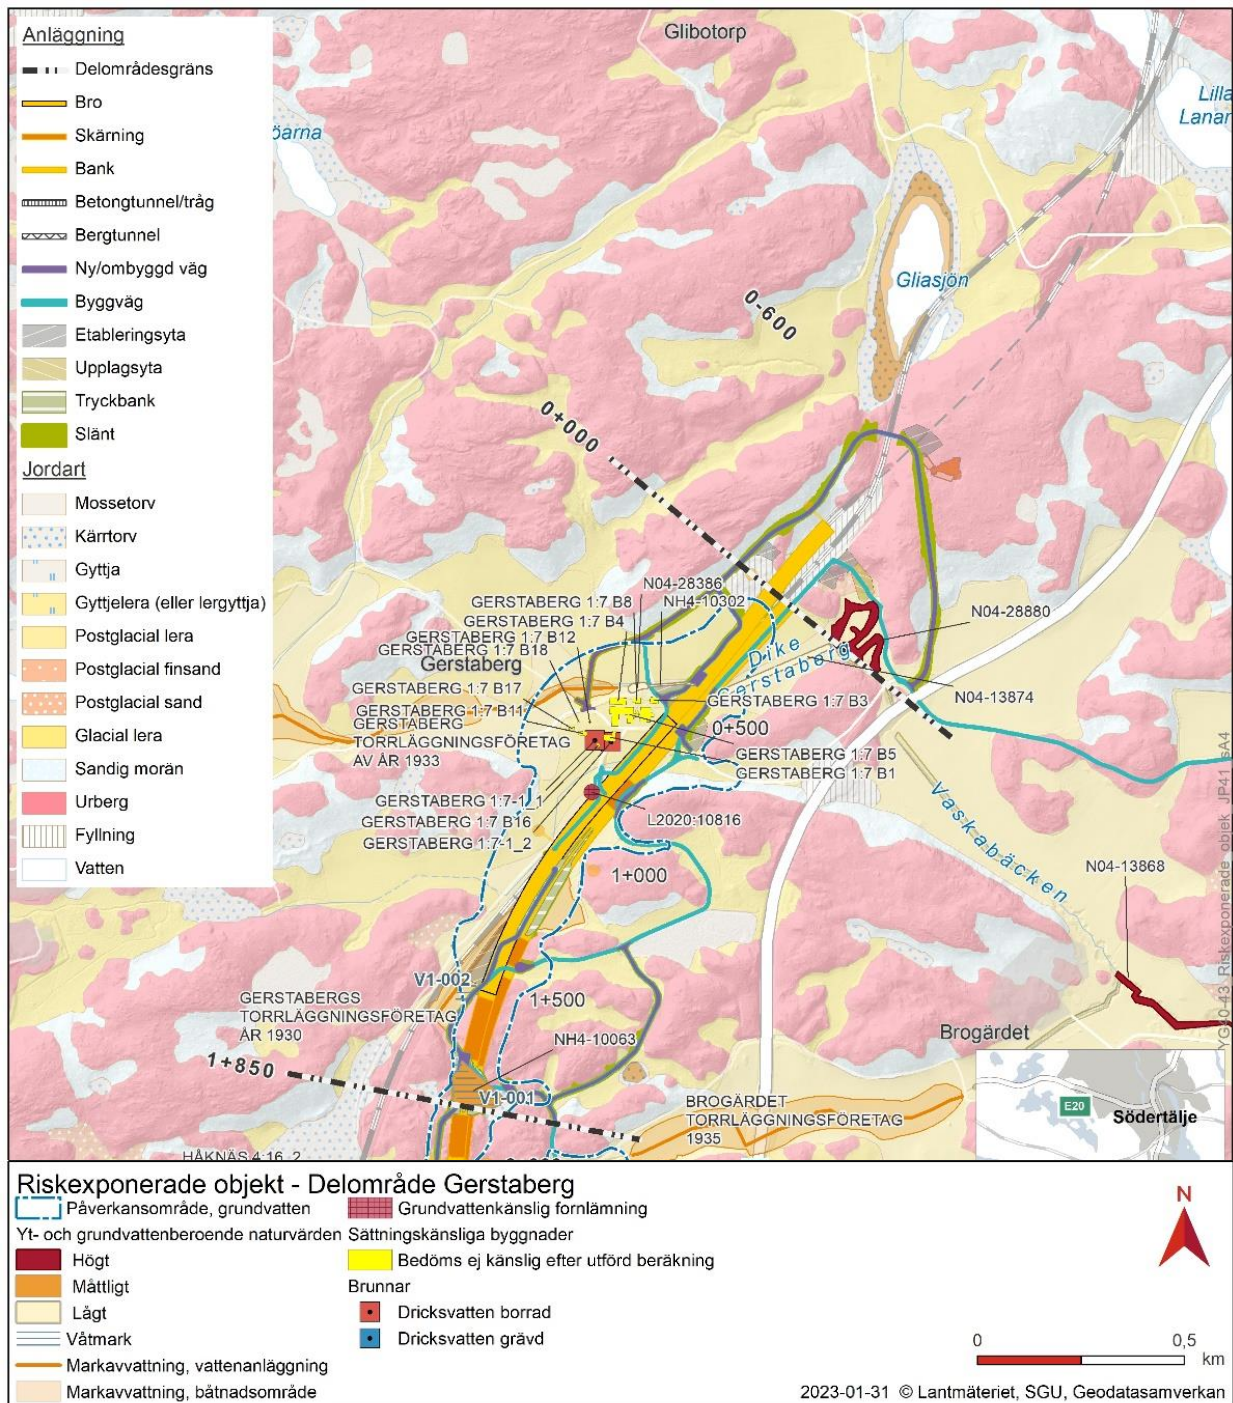 Anläggning
Delområdesgräns
Bro
Skärning
Bank
Betongtunnel/tråg
Bergtunnel
Ny/ombyggd väg
Byggväg
Etableringsyta
Upplagsyta
Tryckbank
Slänt
Jordart
Mossetorv
Kärrtorv
Gyttja
Gyttjelera (eller lergyttja)
Postglacial lera
Postglacial finsand
Postglacial sand
Glacial lera
Sandig morän
Urberg
Fyllning
Vatten
Glibotorp
öarna
Lilla
Lanar
Gliasjön
0-600
0+000
N04-28386
NH4-10302
GERSTABERG 1:7 B8
GERSTABERG 1:7 B4
GERSTABERG 1:7 B12
GERSTABERG 1:7 B18
Gerstaberg
GERSTABERG 1:7 B17
GERSTABERG 1:7 B11
GERSTABERG
TORRLÄGGNINGSFÖRETAG
AV ÅR 1933
GERSTABERG 1:7-1_1
GERSTABERG 1:7 B16
GERSTABERG 1:7-1_2
Dike
Gerstaberg
N04-28880
N04-13874
GERSTABERG 1:7 B3
0+500
GERSTABERG 1:7 B5
GERSTABERG 1:7 B1
L2020:10816
1+000
Vaskabäcken
N04-13868
V1-002
1+500
GERSTABERGS
TORRLÄGGNINGSFÖRETAG
ÅR 1930
NH4-10063
1+850
V1-001
Brogärdet
BROGÄRDET
TORRLÄGGNINGSFÖRETAG
1935
HÅKNÄS 4:16_2
E20
Södertälje
YG30-43_Riskexponerade_objek_JP41_sA4
Riskexponerade objekt - Delområde Gerstaberg
Påverkansområde, grundvatten
Yt- och grundvattenberoende naturvärden
Högt
Måttligt
Lågt
Våtmark
Markavvattning, vattenanläggning
Markavvattning, båtnadsområde
Grundvattenkänslig fornlämning
Sättningskänsliga byggnader
Bedöms ej känslig efter utförd beräkning
Brunnar
Dricksvatten borrad
Dricksvatten grävd
N
0 0,5
km
2023-01-31 © Lantmäteriet, SGU, Geodatasamverkan